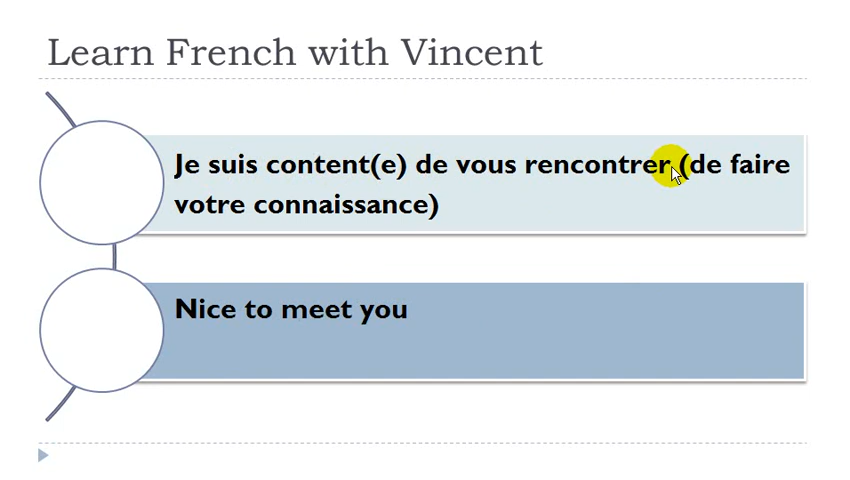 Learn French with Vincent
Je suis content(e) de vous rencontrer (de faire
votre connaissance)
Nice to meet you